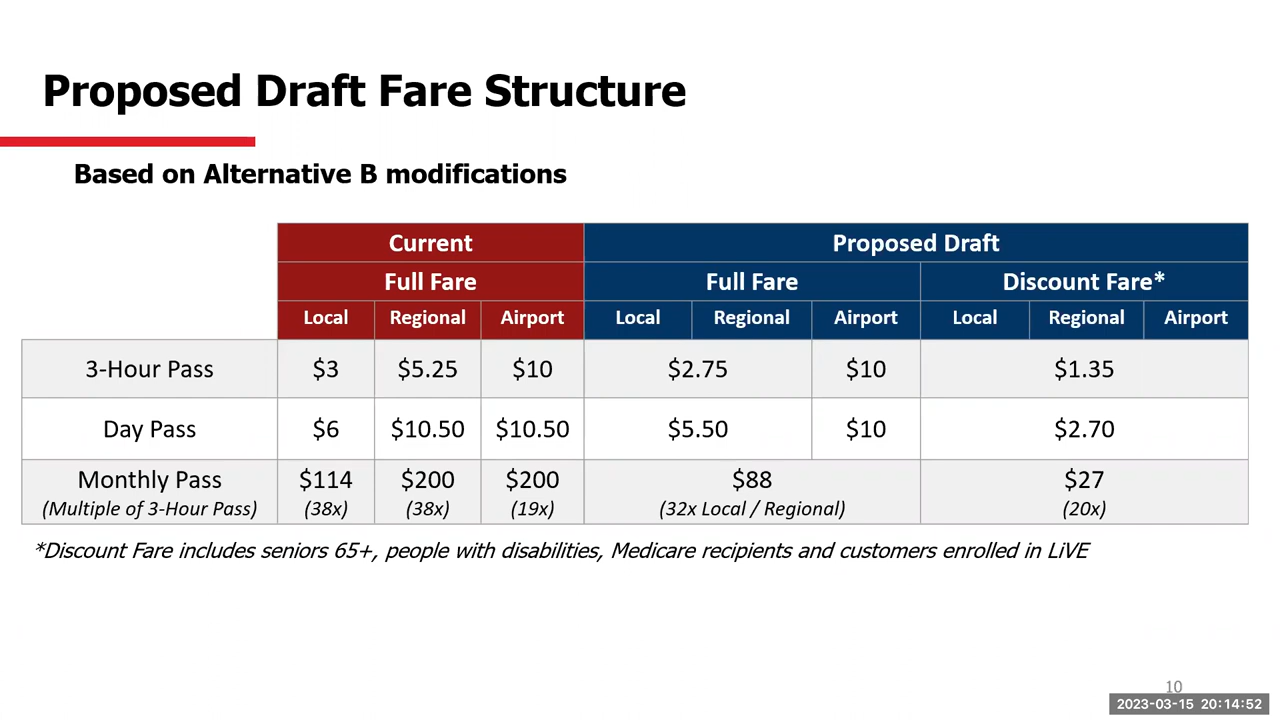 Proposed Draft Fare Structure
Based on Alternative B modifications
Current Proposed Draft
Full Fare Full Fare Discount Fare*
Local Regional Airport Local Regional Airport Local Regional Airport
3-Hour Pass $3 $5.25 $10 $2.75 $10 $1.35
Day Pass $6 $10.50 $10.50 $5.50 $10 $2.70
Monthly Pass $114 $200 $200 $88 $27
(Multiple of 3-Hour Pass) (38x) (38x) (19x) (32x Local / Regional) (20x)
*Discount Fare includes seniors 65+, people with disabilities, Medicare recipients and customers enrolled in LiVE
10
2023-03-15 20:14:52